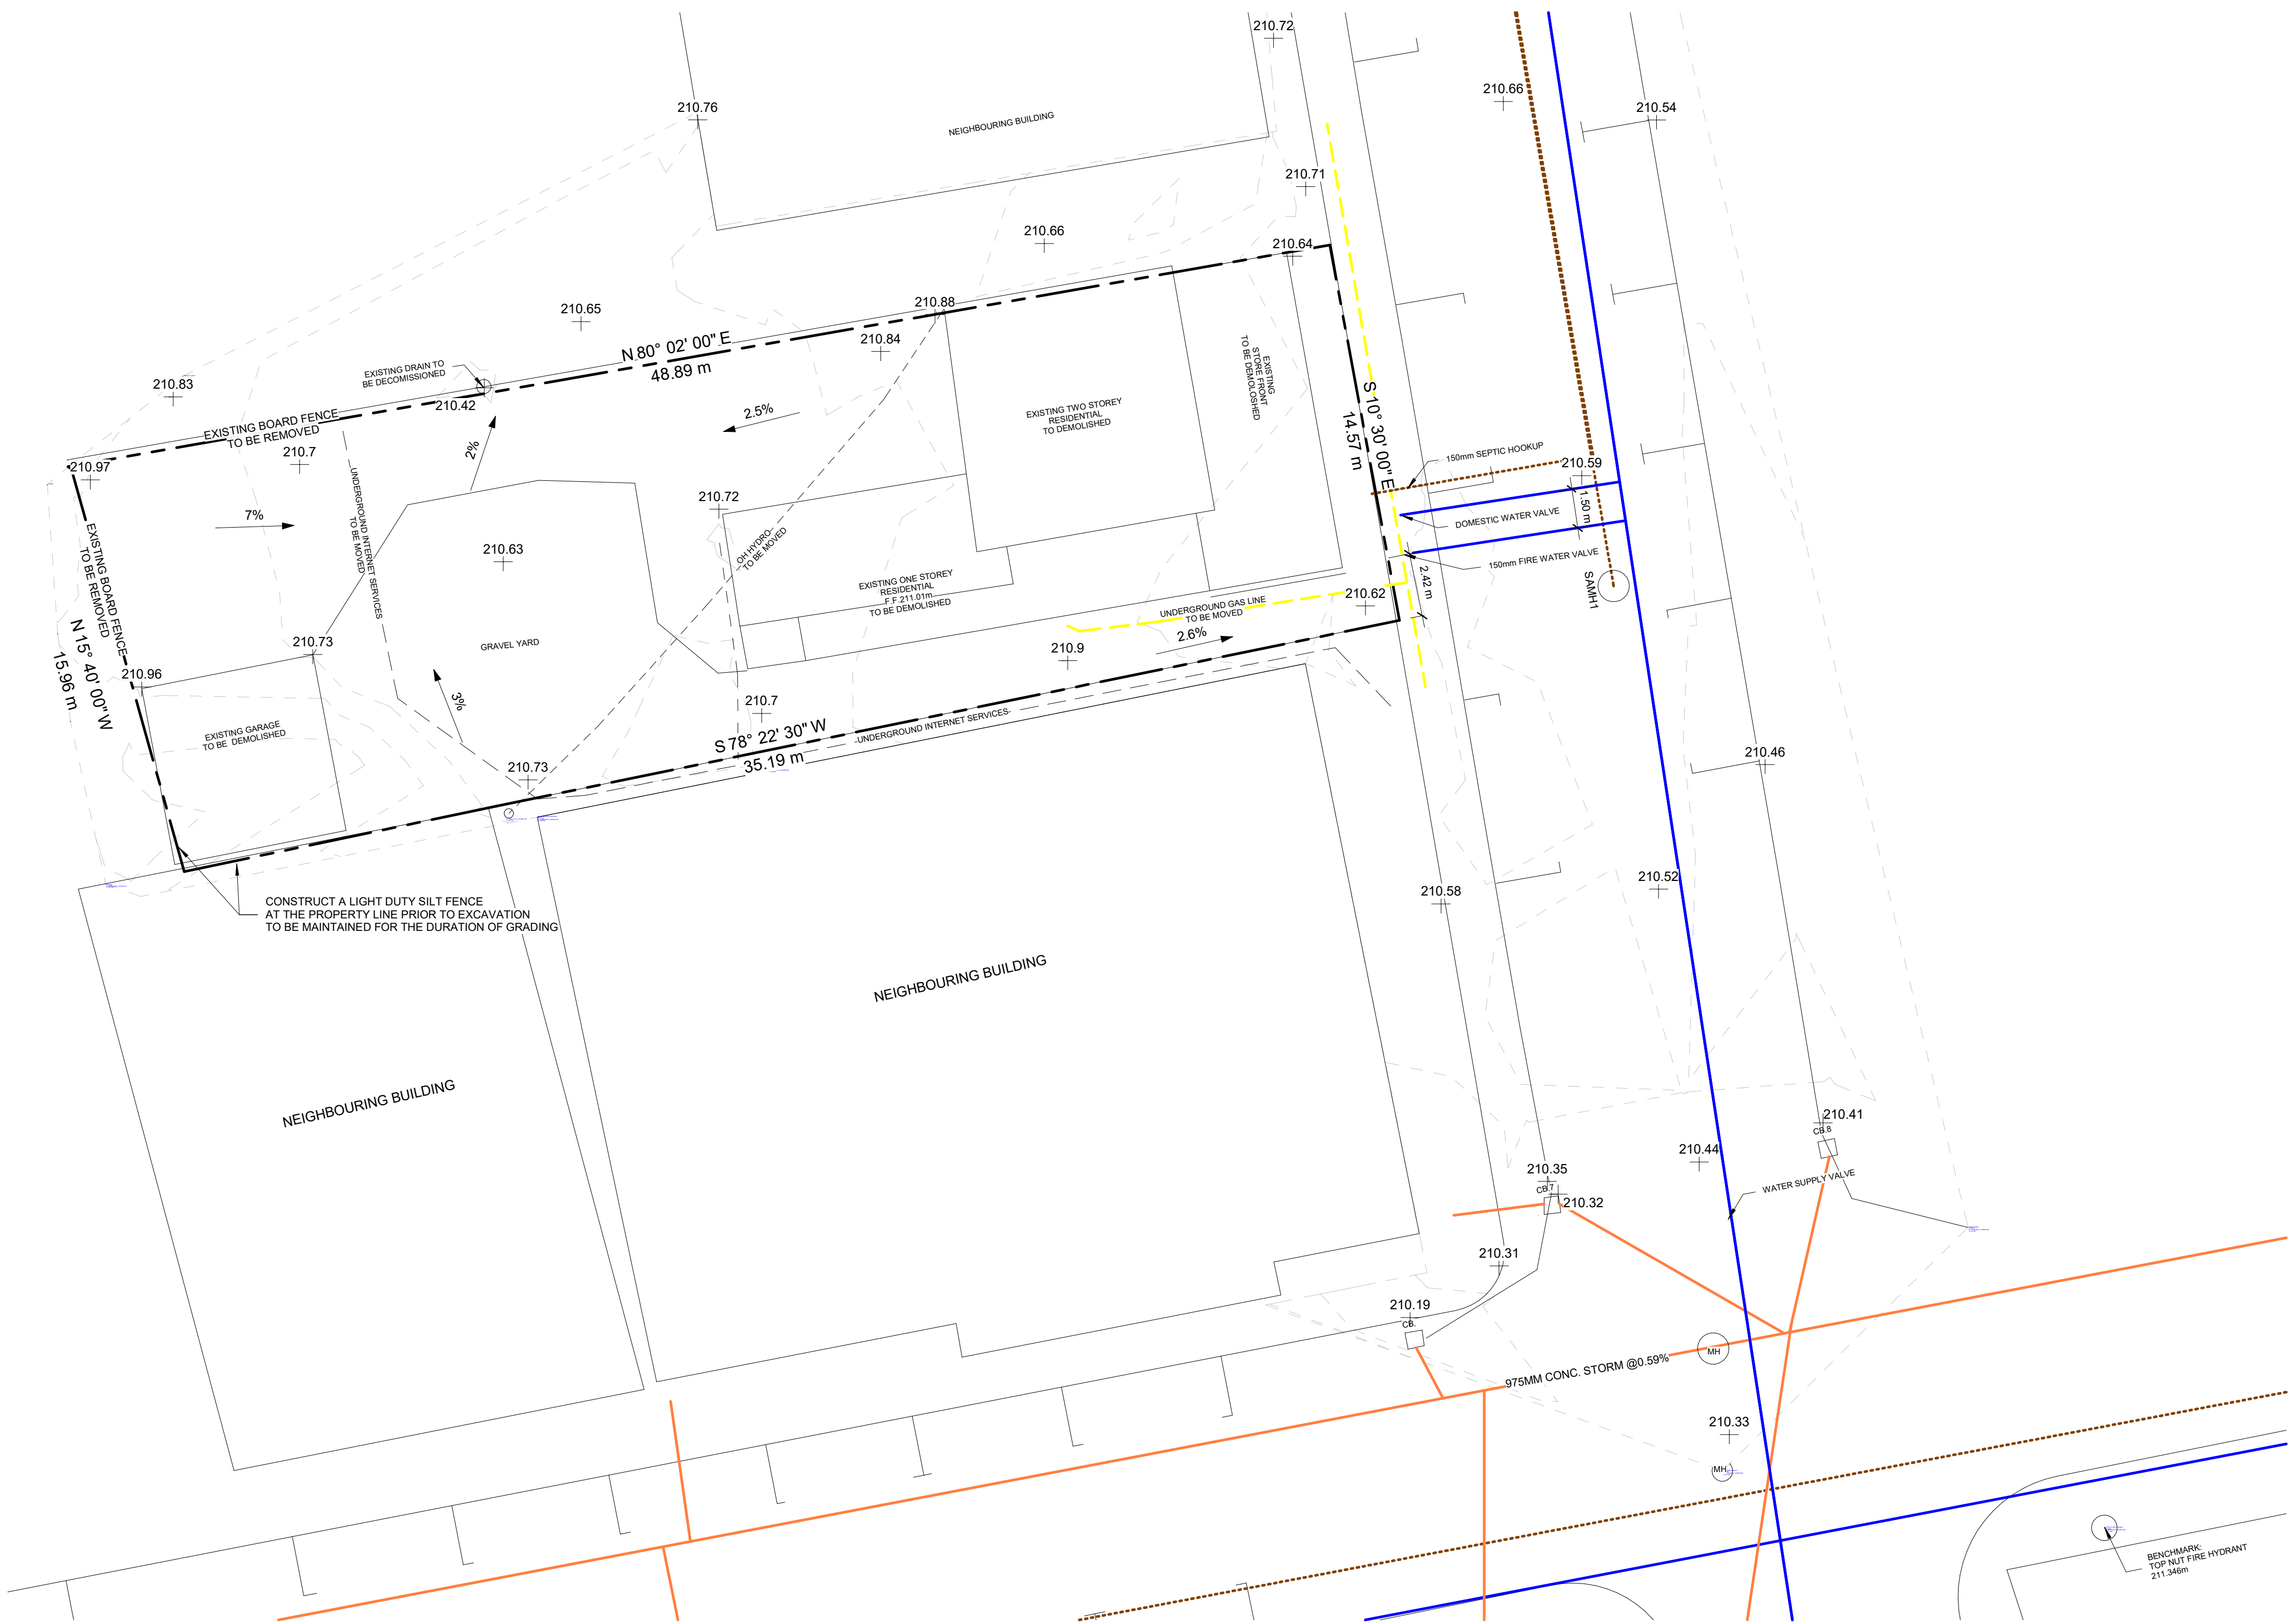 210.72
210.66
210.54
210.76
NEIGHBOURING BUILDING
210.71
210.66
210.64
210.88
210.65
210.84
N 80° 02' 00" E
48.89 m
EXISTING DRAIN TO
BE DECOMISSIONED
210.83
210.42
2.5%
EXISTING TWO STOREY
RESIDENTIAL
TO DEMOLISHED
EXISTING
STORE FRONT
TO BE DEMOLOSHED
S 10° 30' 00" E
14.57 m
EXISTING BOARD FENCE
TO BE REMOVED
210.97
210.7
2%
7%
UNDERGROUND INTERNET SERVICES
TO BE MOVED
210.72
OH HYDRO
TO BE MOVED
150mm SEPTIC HOOKUP
210.59
1.50 m
DOMESTIC WATER VALVE
150mm FIRE WATER VALVE
SAMH1
2.42 m
EXISTING BOARD FENCE
TO BE REMOVED
N 15° 40' 00" W
15.96 m
210.63
EXISTING ONE STOREY
RESIDENTIAL
F.F.211.01m
TO BE DEMOLISHED
UNDERGROUND GAS LINE
TO BE MOVED
210.62
2.6%
210.9
210.73
GRAVEL YARD
210.96
3%
EXISTING GARAGE
TO BE DEMOLISHED
210.7
S 78° 22' 30" W
35.19 m
UNDERGROUND INTERNET SERVICES
210.73
210.46
210.52
210.58
CONSTRUCT A LIGHT DUTY SILT FENCE
AT THE PROPERTY LINE PRIOR TO EXCAVATION
TO BE MAINTAINED FOR THE DURATION OF GRADING
NEIGHBOURING BUILDING
NEIGHBOURING BUILDING
210.41
CB.8
210.44
WATER SUPPLY VALVE
210.35
CB.7
210.32
210.31
210.19
CB.
MH
975MM CONC. STORM @0.59%
210.33
MH
BENCHMARK:
TOP NUT FIRE HYDRANT
211.346m